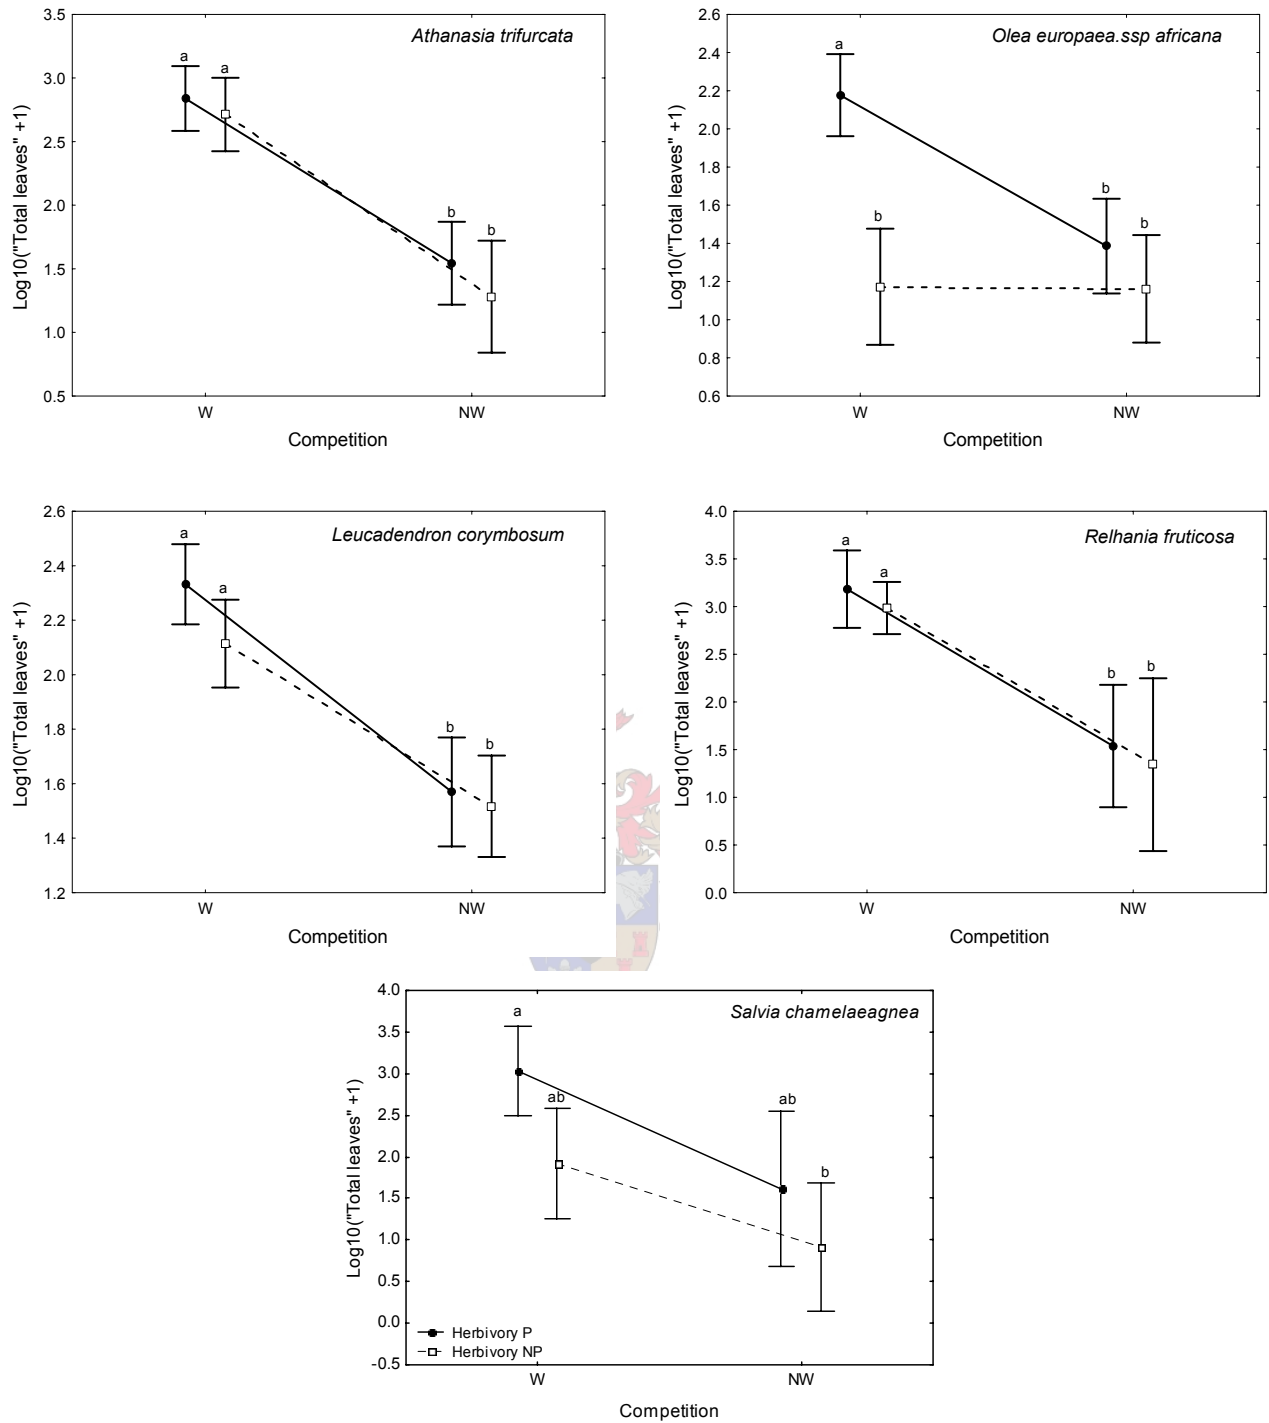 Athanasia trifurcata
Log10("Total leaves" +1)
3.5
3.0
2.5
2.0
1.5
1.0
0.5
a
a
b
b
W
NW
Competition
Olea europaea.ssp africana
Log10("Total leaves" +1)
2.6
2.4
2.2
2.0
1.8
1.6
1.4
1.2
1.0
0.8
0.6
a
b
b
b
W
NW
Competition
Leucadendron corymbosum
Log10("Total leaves" +1)
2.6
2.4
2.2
2.0
1.8
1.6
1.4
1.2
a
a
b
b
W
NW
Competition
Relhania fruticosa
Log10("Total leaves" +1)
4.0
3.5
3.0
2.5
2.0
1.5
1.0
0.5
0.0
a
a
b
b
W
NW
Competition
Salvia chamelaeagnea
Log10("Total leaves" +1)
4.0
3.5
3.0
2.5
2.0
1.5
1.0
0.5
0.0
-0.5
a
ab
ab
b
Herbivory P
Herbivory NP
W
NW
Competition